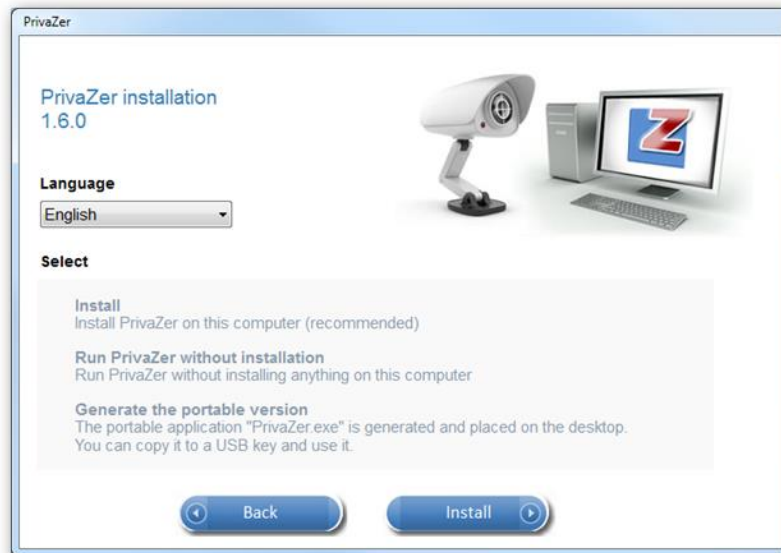 PrivaZer
PrivaZer installation
1.6.0
Z
Language
English
Select
Install
Install PrivaZer on this computer (recommended)
Run PrivaZer without installation
Run PrivaZer without installing anything on this computer
Generate the portable version
The portable application "PrivaZer.exe" is generated and placed on the desktop.
You can copy it to a USB key and use it.
Back
Install